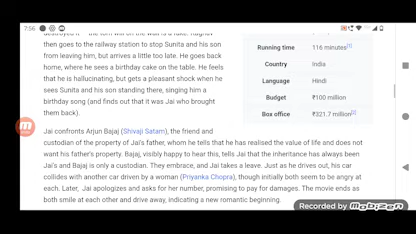 7:56
then goes to the railway station to stop Sunita and his son
from leaving him, but arrives a little too late. He goes back
home, where he sees a birthday cake on the table. He feels
that he is hallucinating, but gets a pleasant shock when he
sees Sunita and his son standing there, singing him a
birthday song (and finds out that it was Jai who brought
them back).
Running time 116 minutes
Country India
Language Hindi
Budget ₹100 million
Box office ₹321.7 million
Jai confronts Arjun Bajaj (Shivaji Satam), the friend and
custodian of the property of Jai's father, whom he tells that he has realised the value of life and does not
want his father's property. Bajaj, visibly happy to hear this, tells Jai that the inheritance has always been
Jai's and Bajaj is only a custodian. They embrace, and Jai takes a leave. Just as he drives out, his car
collides with another car driven by a woman (Priyanka Chopra), though initially both seem to be angry at
each. Later, Jai apologizes and asks for her number, promising to pay for damages. The movie ends as
both smile at each other and drive away, indicating a new romantic beginning.
Recorded by
mobizen